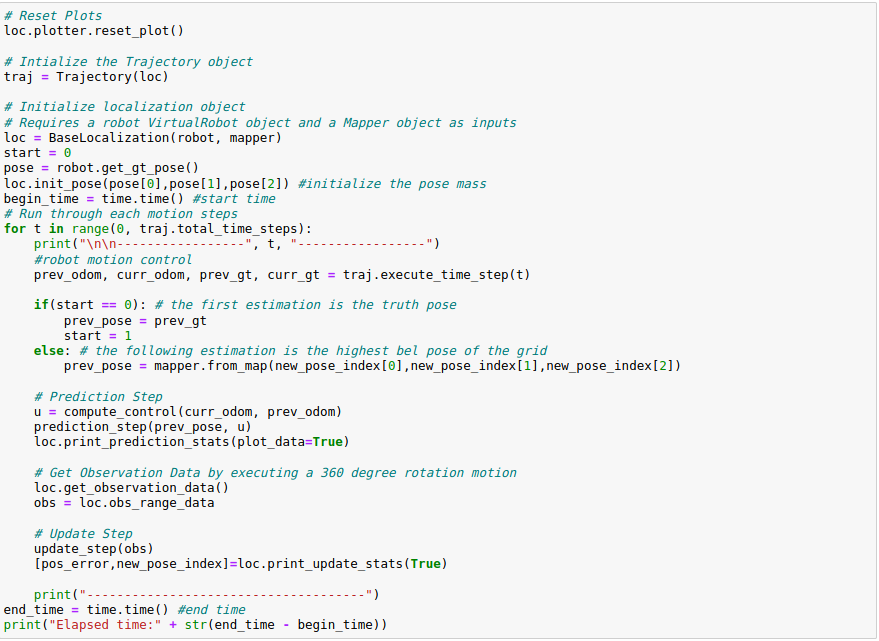 # Reset Plots
loc.plotter.reset_plot()

# Intialize the Trajectory object
traj = Trajectory(loc)

# Initialize localization object
# Requires a robot VirtualRobot object and a Mapper object as inputs
loc = BaseLocalization(robot, mapper)
start = 0
pose = robot.get_gt_pose()
loc.init_pose(pose[0],pose[1],pose[2]) #initialize the pose mass
begin_time = time.time() #start time
# Run through each motion steps
for t in range(0, traj.total_time_steps):
    print("\n\n-----------------", t, "-----------------")
    #robot motion control
    prev_odom, curr_odom, prev_gt, curr_gt = traj.execute_time_step(t)

    if(start == 0): # the first estimation is the truth pose
        prev_pose = prev_gt
        start = 1
    else: # the following estimation is the highest bel pose of the grid
        prev_pose = mapper.from_map(new_pose_index[0],new_pose_index[1],new_pose_index[2])

    # Prediction Step
    u = compute_control(curr_odom, prev_odom)
    prediction_step(prev_pose, u)
    loc.print_prediction_stats(plot_data=True)

    # Get Observation Data by executing a 360 degree rotation motion
    loc.get_observation_data()
    obs = loc.obs_range_data

    # Update Step
    update_step(obs)
    [pos_error,new_pose_index]=loc.print_update_stats(True)

    print("-------------------------------------")
end_time = time.time() #end time
print("Elapsed time:" + str(end_time - begin_time))